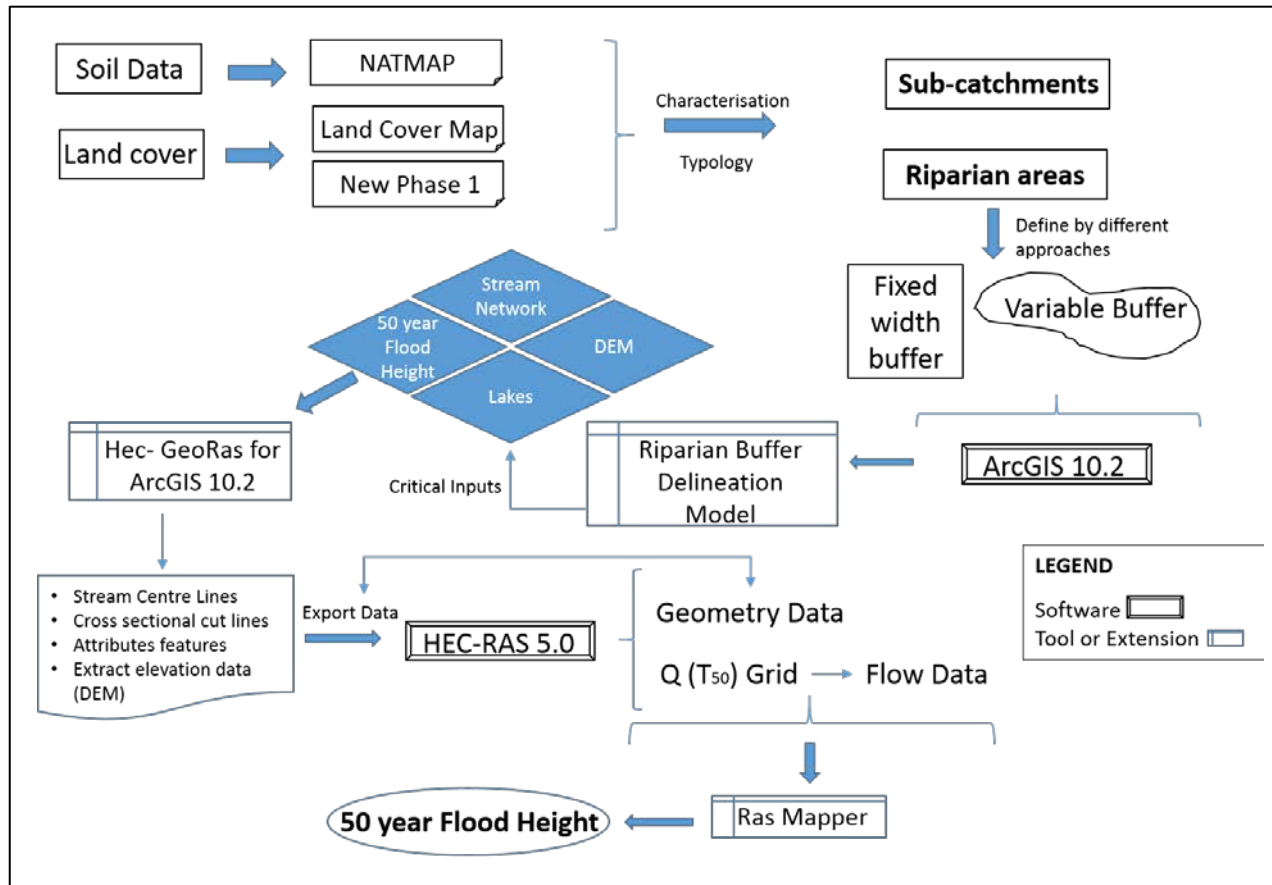 Soil Data
NATMAP
Land cover
Land Cover Map
New Phase 1
Characterisation
Typology
Sub-catchments
Riparian areas
Define by different
approaches
Fixed
width
buffer
Variable Buffer
ArcGIS 10.2
Riparian Buffer
Delineation
Model
Critical Inputs
Stream
Network
50 year
Flood
Height
DEM
Lakes
Hec- GeoRas for
ArcGIS 10.2
• Stream Centre Lines
• Cross sectional cut lines
• Attributes features
• Extract elevation data
(DEM)
Export Data
HEC-RAS 5.0
Geometry Data
Q (T₅₀) Grid
Flow Data
Ras Mapper
50 year Flood Height
LEGEND
Software
Tool or Extension